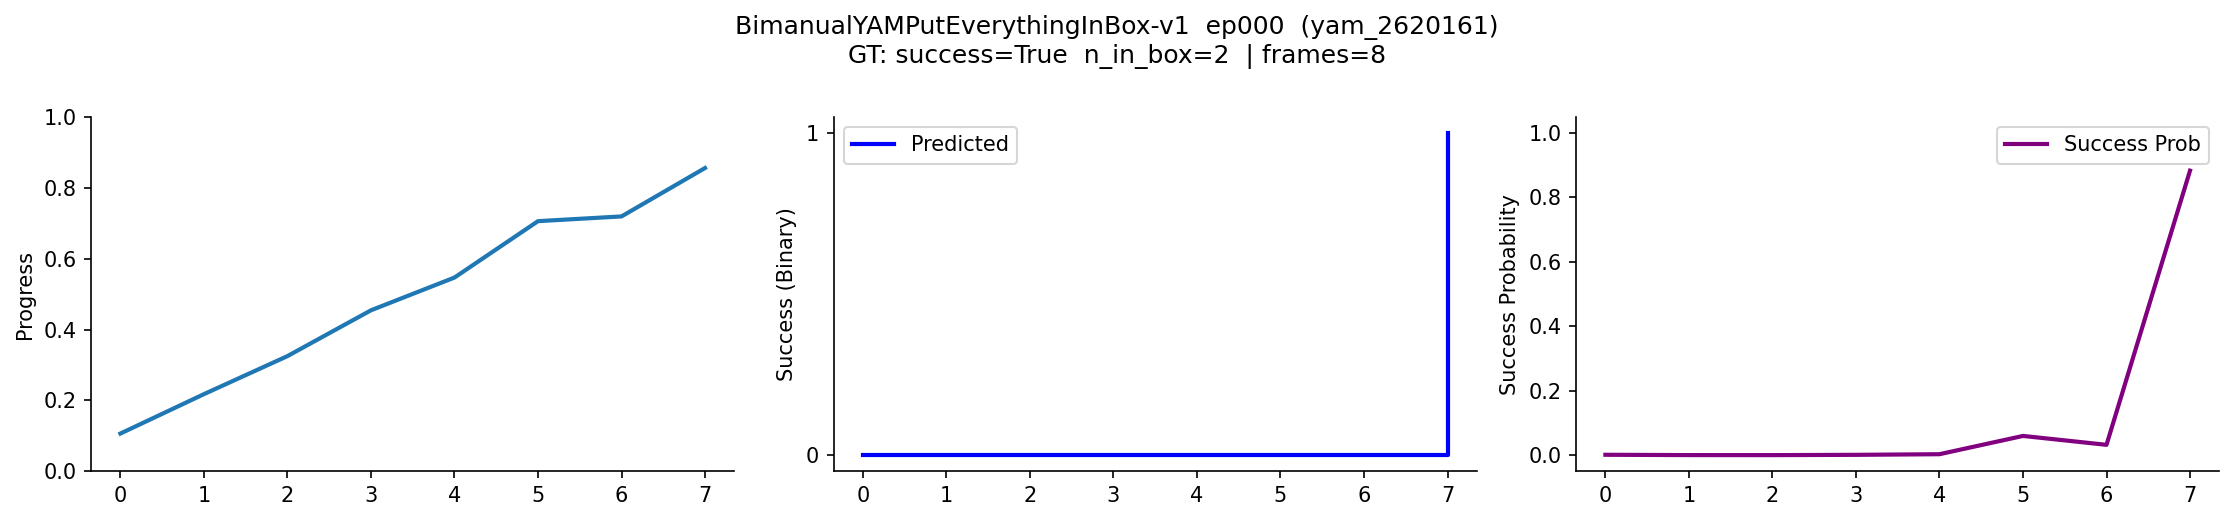 BimanualYAMPutEverythingInBox-v1  ep000  (yam_2620161)
GT: success=True  n_in_box=2  | frames=8
Progress
1.0
0.8
0.6
0.4
0.2
0.0
0 1 2 3 4 5 6 7
Success (Binary)
1
0
Predicted
0 1 2 3 4 5 6 7
Success Probability
1.0
0.8
0.6
0.4
0.2
0.0
Success Prob
0 1 2 3 4 5 6 7